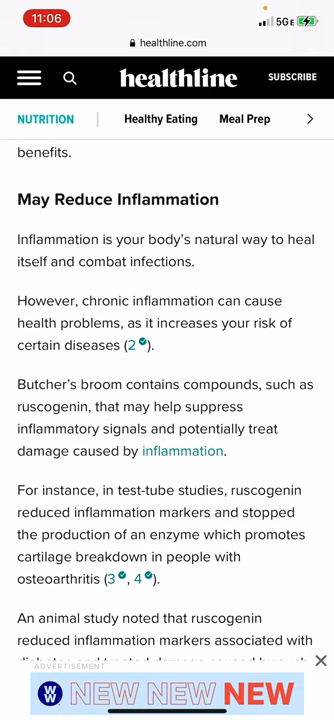 11:06
5GE
healthline.com
healthline
SUBSCRIBE
NUTRITION
Healthy Eating
Meal Prep
benefits.
May Reduce Inflammation
Inflammation is your body's natural way to heal
itself and combat infections.
However, chronic inflammation can cause
health problems, as it increases your risk of
certain diseases (2).
Butcher's broom contains compounds, such as
ruscogenin, that may help suppress
inflammatory signals and potentially treat
damage caused by inflammation.
For instance, in test-tube studies, ruscogenin
reduced inflammation markers and stopped
the production of an enzyme which promotes
cartilage breakdown in people with
osteoarthritis (3, 4).
An animal study noted that ruscogenin
reduced inflammation markers associated with
ADVERTISEMENT
WW
NEW NEW NEW